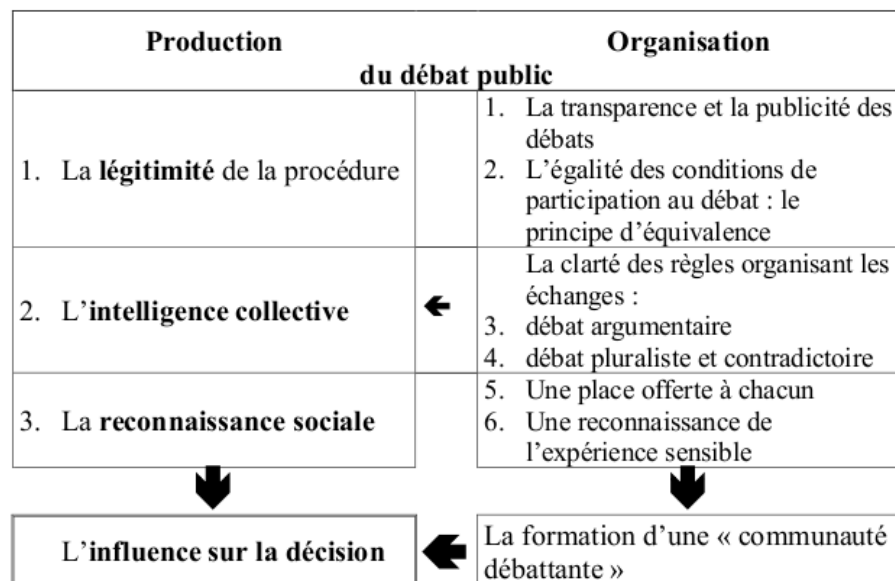 Production
Organisation
du débat public
1. La légitimité de la procédure
1. La transparence et la publicité des
débats
2. L’égalité des conditions de
participation au débat : le
principe d’équivalence
2. L’intelligence collective
La clarté des règles organisant les
échanges :
3. débat argumentaire
4. débat pluraliste et contradictoire
3. La reconnaissance sociale
5. Une place offerte à chacun
6. Une reconnaissance de
l’expérience sensible
L’influence sur la décision
La formation d’une « communauté
débattante »